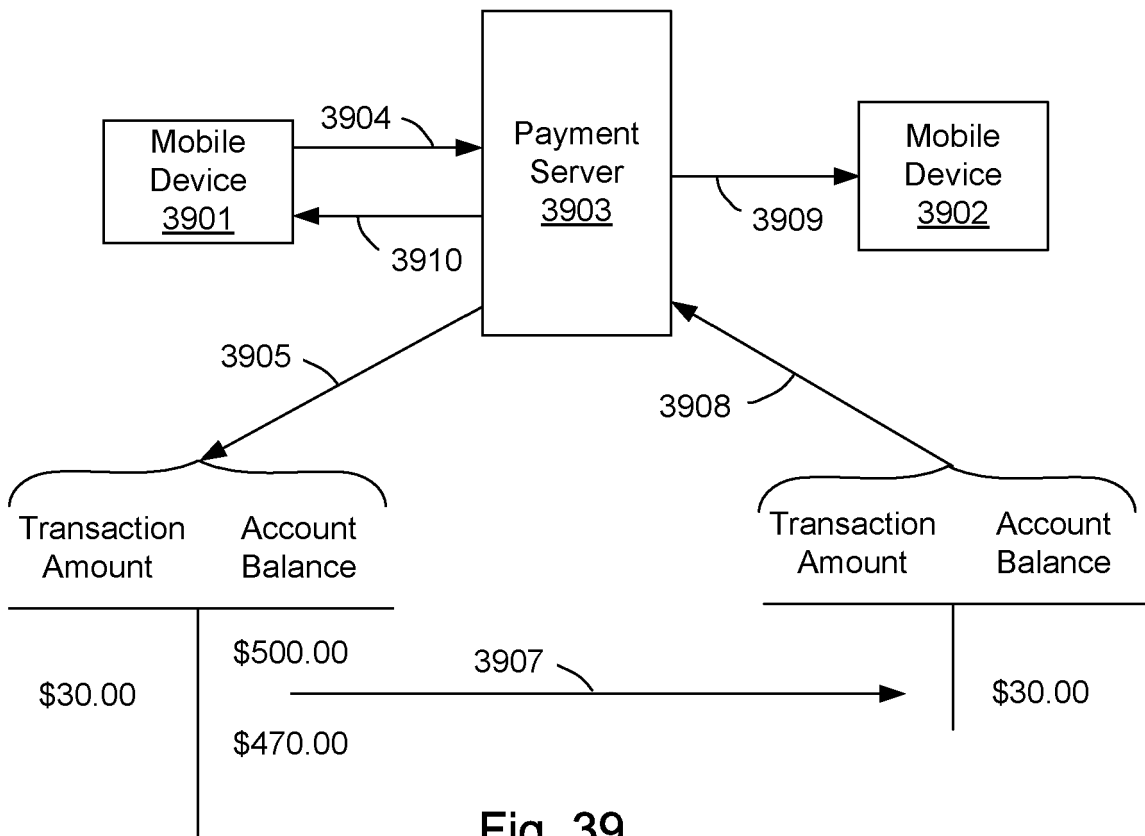 3904
Mobile
Device
3901
3910
Payment
Server
3903
3909
Mobile
Device
3902
3905
3908
Transaction
Amount
Account
Balance
Transaction
Amount
Account
Balance
$500.00
$30.00
$470.00
3907
$30.00
Fig. 39